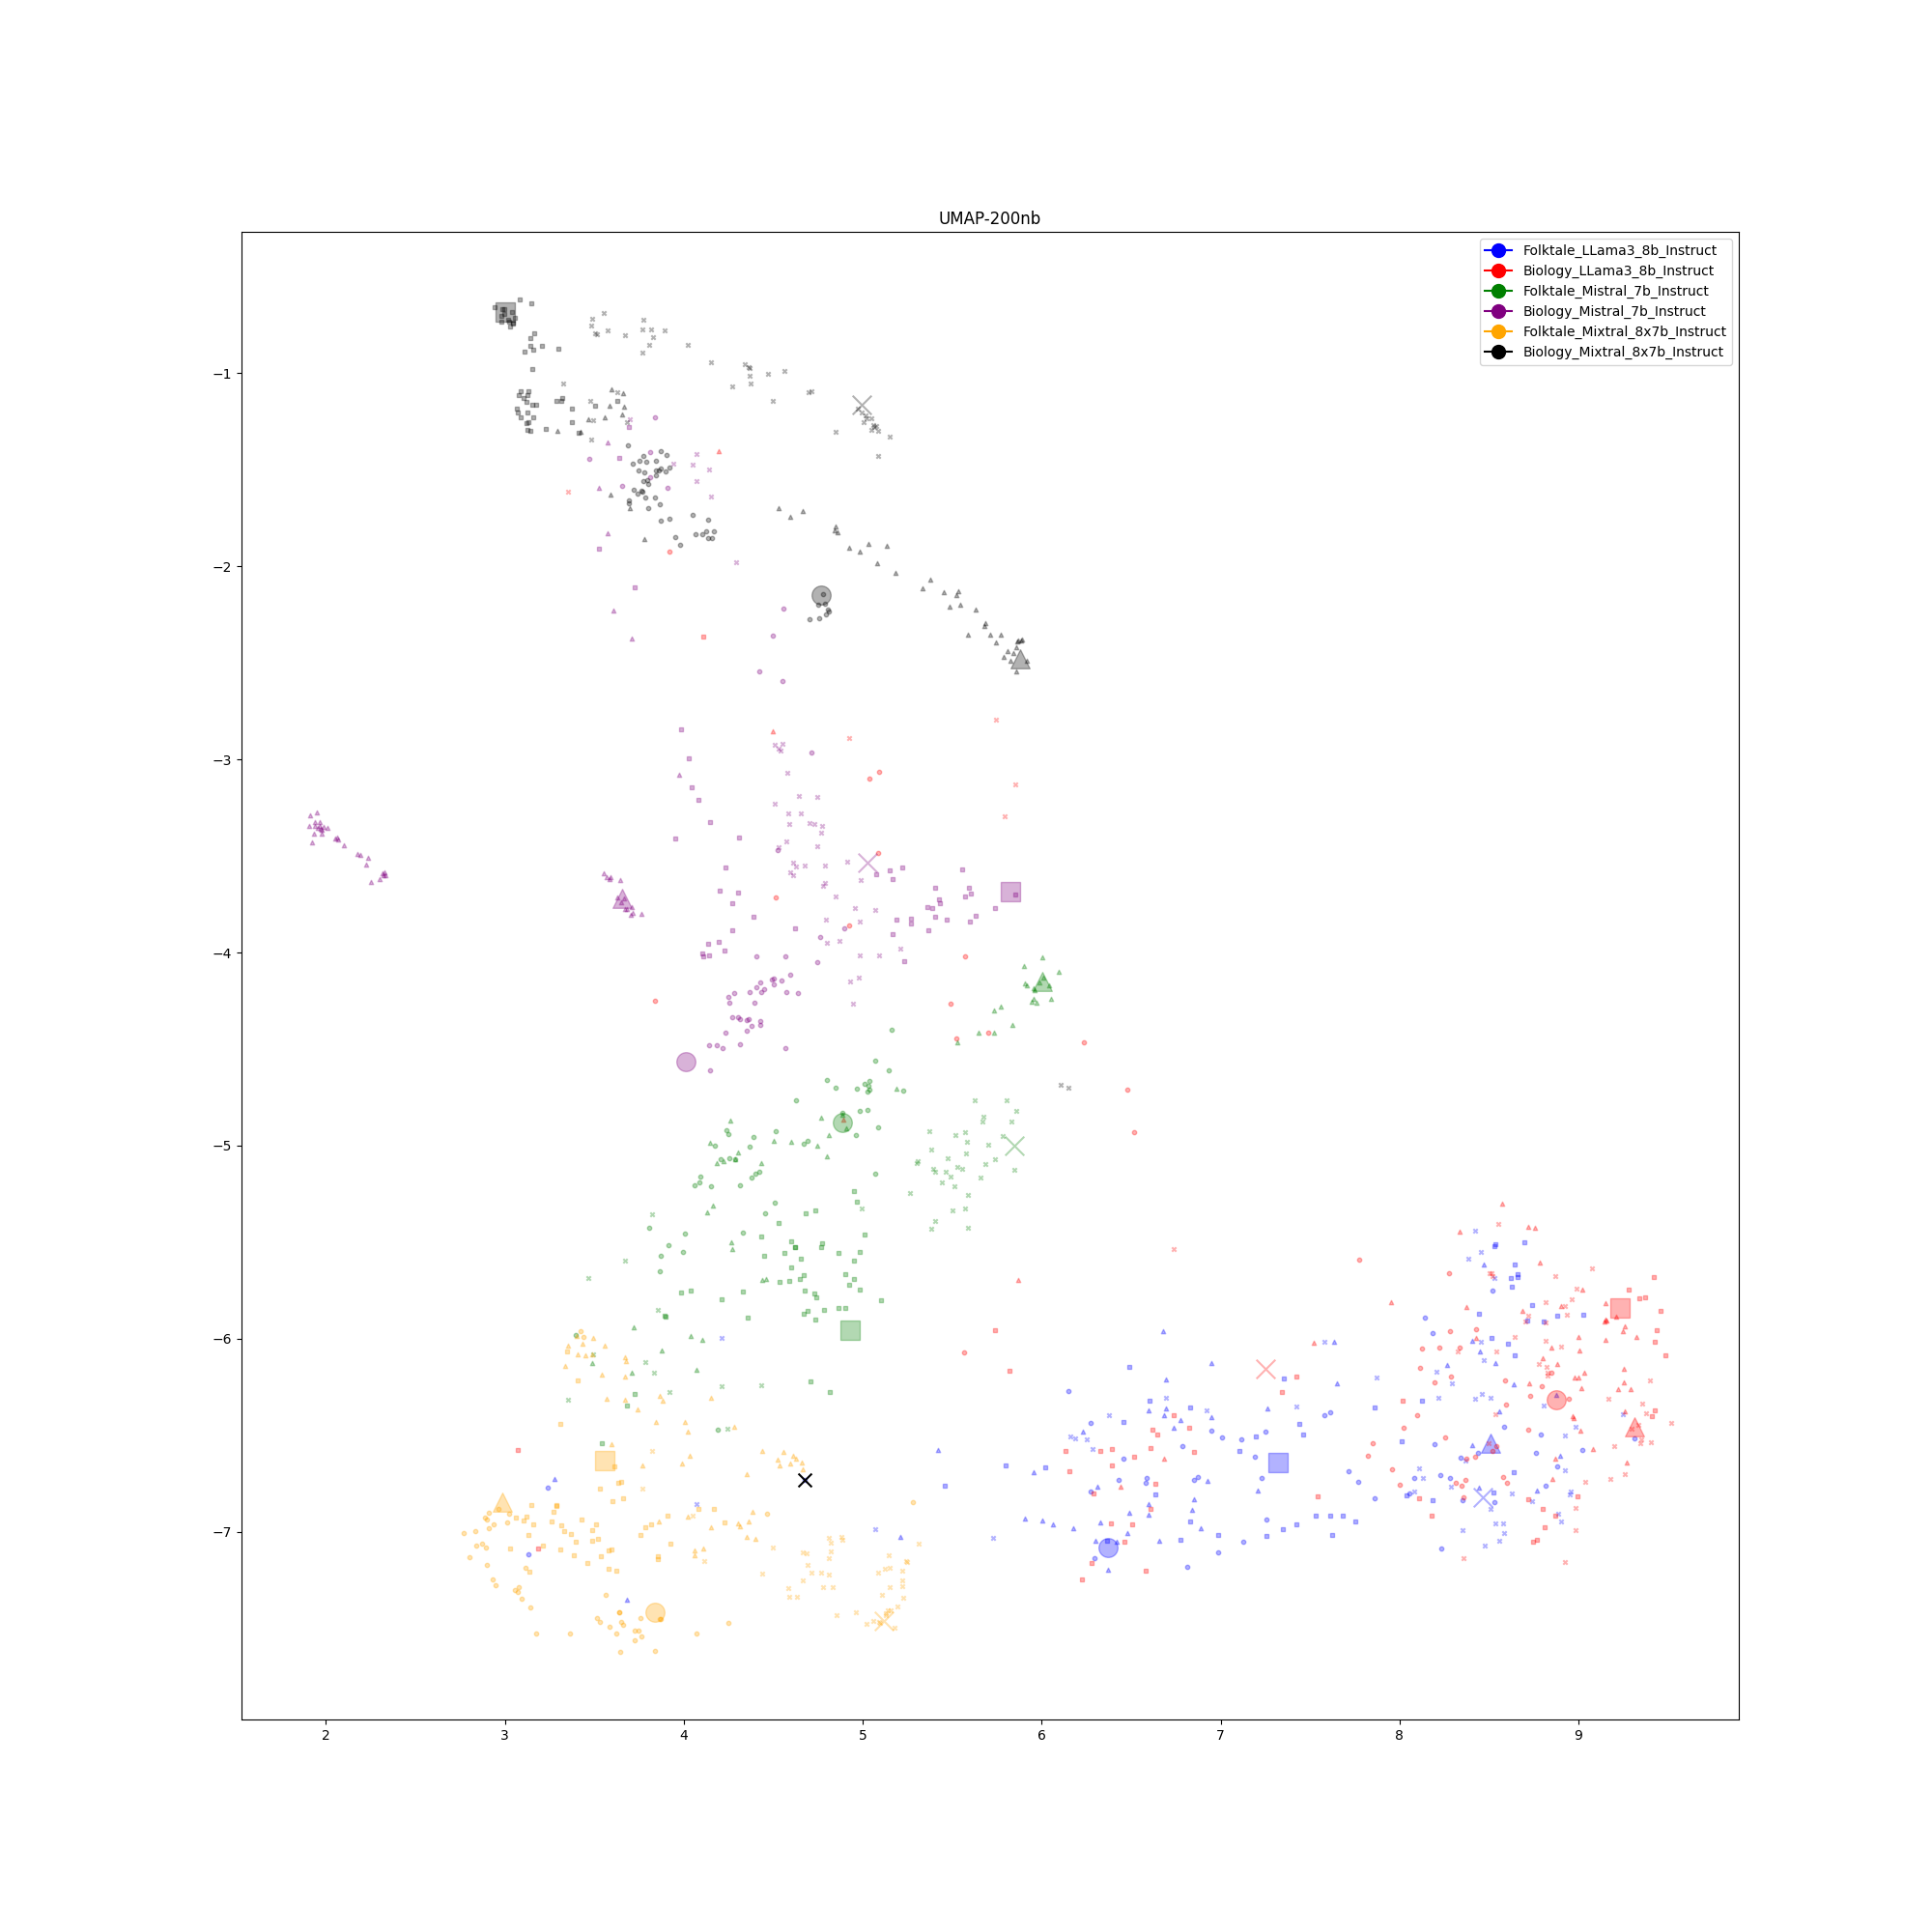 UMAP-200nb
Folktale_LLama3_8b_Instruct
Biology_LLama3_8b_Instruct
Folktale_Mistral_7b_Instruct
Biology_Mistral_7b_Instruct
Folktale_Mixtral_8x7b_Instruct
Biology_Mixtral_8x7b_Instruct
−1
−2
−3
−4
−5
−6
−7
2 3 4 5 6 7 8 9